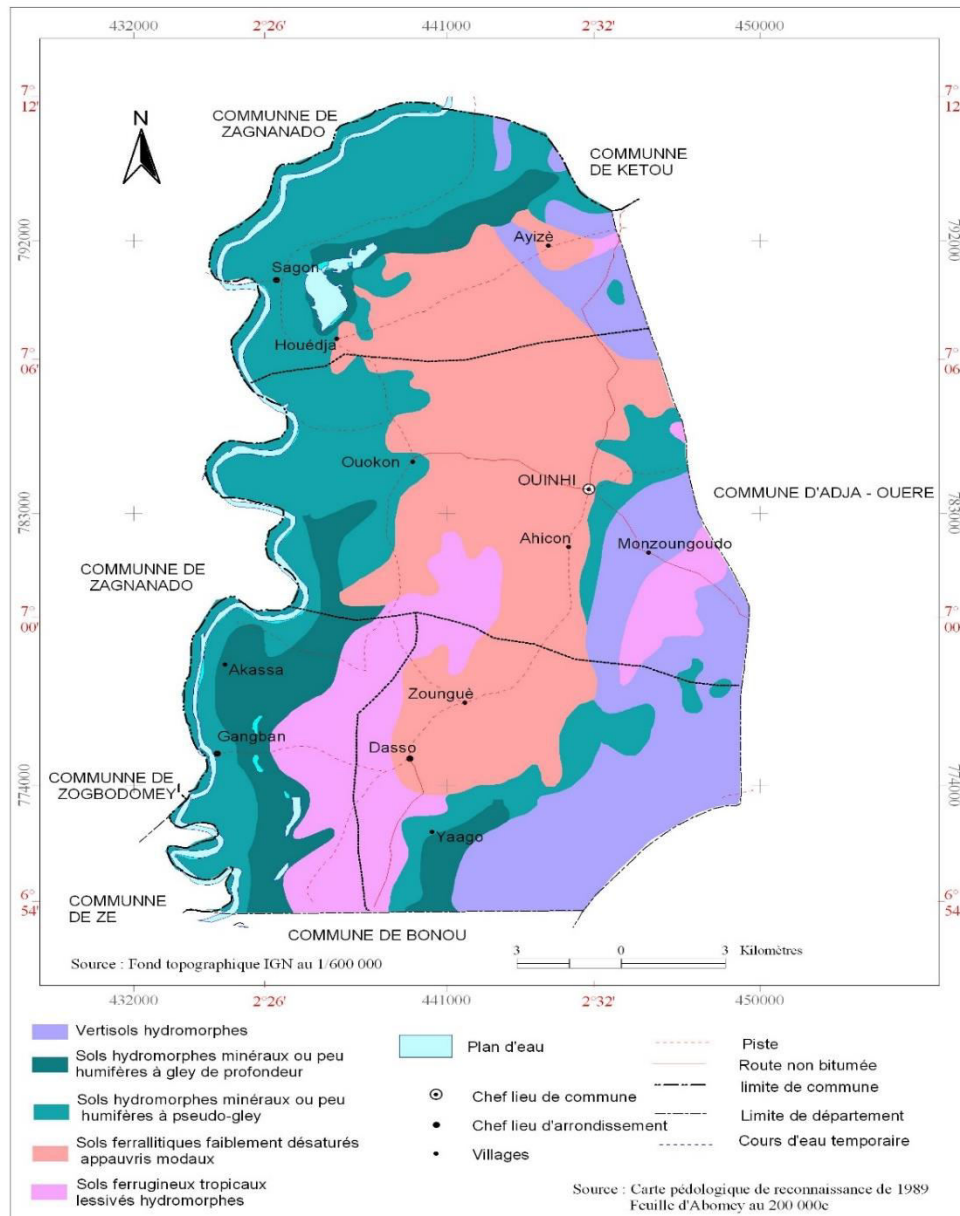 432000 2°26' 441000 2°32' 450000
7°
12'
7°
12'
COMMUNNE DE
ZAGNANADO
N
COMMUNNE
DE KETOU
792000
792000
Ayizè
Sagon
Houédja
7°
06'
7°
06'
Ouokon
OUINHI
COMMUNE D'ADJA - OUERE
783000
783000
Ahicon
Monzoungoudo
COMMUNNE DE
ZAGNANADO
7°
00'
7°
00'
Akassa
Zounguè
Gangban
Dasso
COMMUNNE DE
ZOGBODOMEY
774000
774000
Yaago
6°
54'
6°
54'
COMMUNNE
DE ZE
COMMUNNE DE BONOU
3 0 3 Kilomètres
Source : Fond topographique IGN au 1/600 000
432000 2°26' 441000 2°32' 450000
Vertisols hydromorphes
Sols hydromorphes minéraux ou peu
humifères à gley de profondeur
Sols hydromorphes minéraux ou peu
humifères à pseudo-gley
Sols ferrallitiques faiblement désaturés
appauvris modaux
Sols ferrugineux tropicaux
lessivés hydromorphes
Plan d'eau
Chef lieu de commune
Chef lieu d'arrondissement
Villages
Piste
Route non bitumée
limite de commune
Limite de département
Cours d'eau temporaire
Source : Carte pédologique de reconnaissance de 1989
Feuille d'Abomey au 200 000e